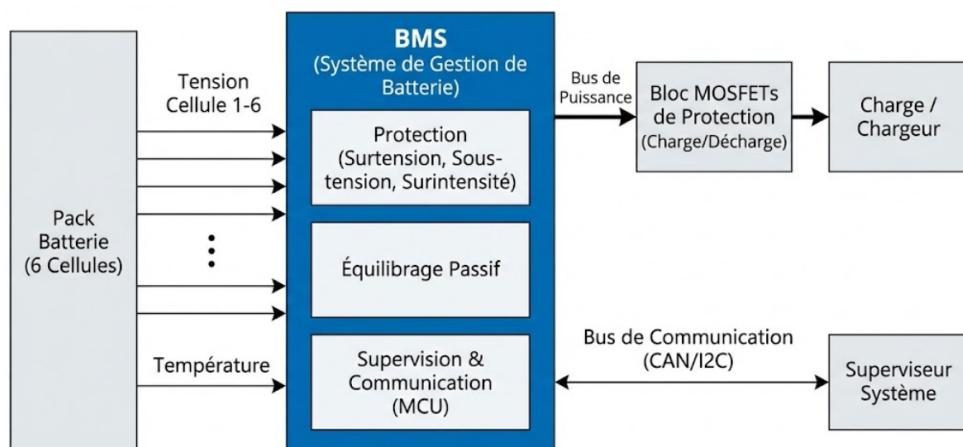 BMS
(Système de Gestion de
Batterie)
Tension
Cellule 1-6
Pack
Batterie
(6 Cellules)
Température
Protection
(Surtension, Sous-
tension, Surintensité)
Équilibrage Passif
Supervision &
Communication
(MCU)
Bus de
Puissance
Bloc MOSFETs
de Protection
(Charge/Décharge)
Charge /
Chargeur
Bus de Communication
(CAN/I2C)
Superviseur
Système